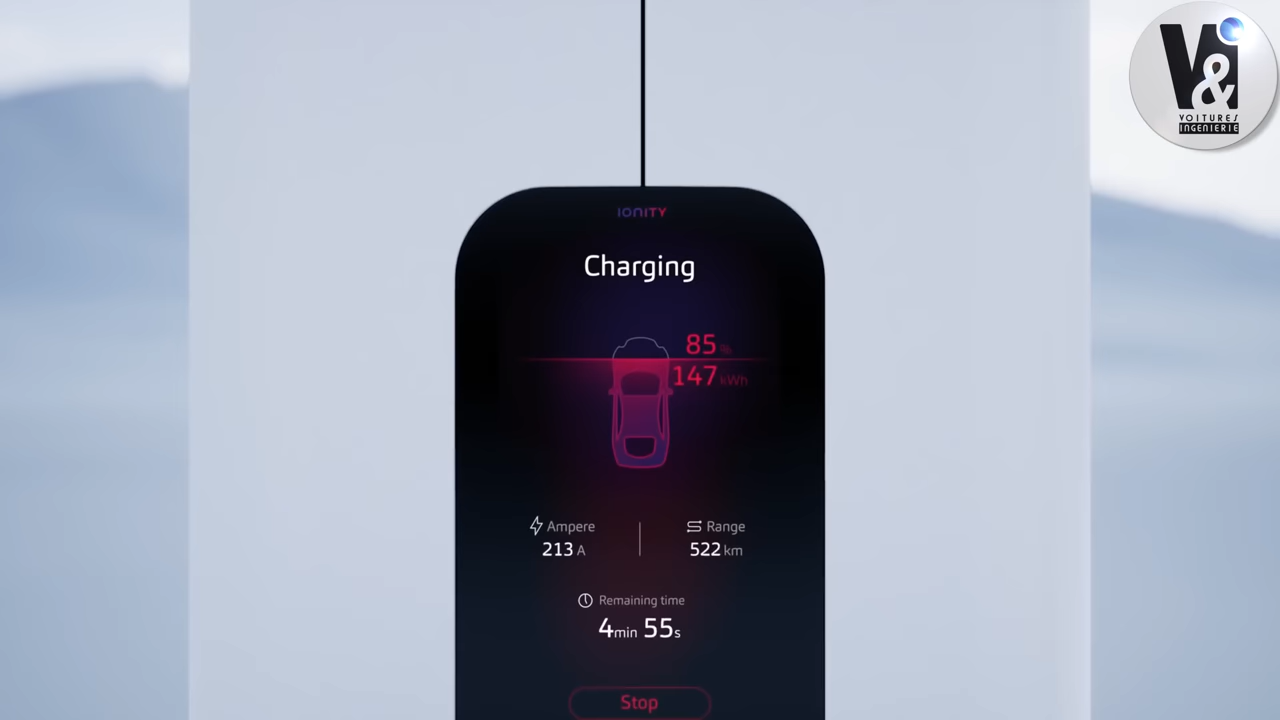 V&i
VOITURES
INGENIERIE
IONITY
Charging
85 %
147 kWh
Ampere
213 A
Range
522 km
Remaining time
4min 55s
Stop